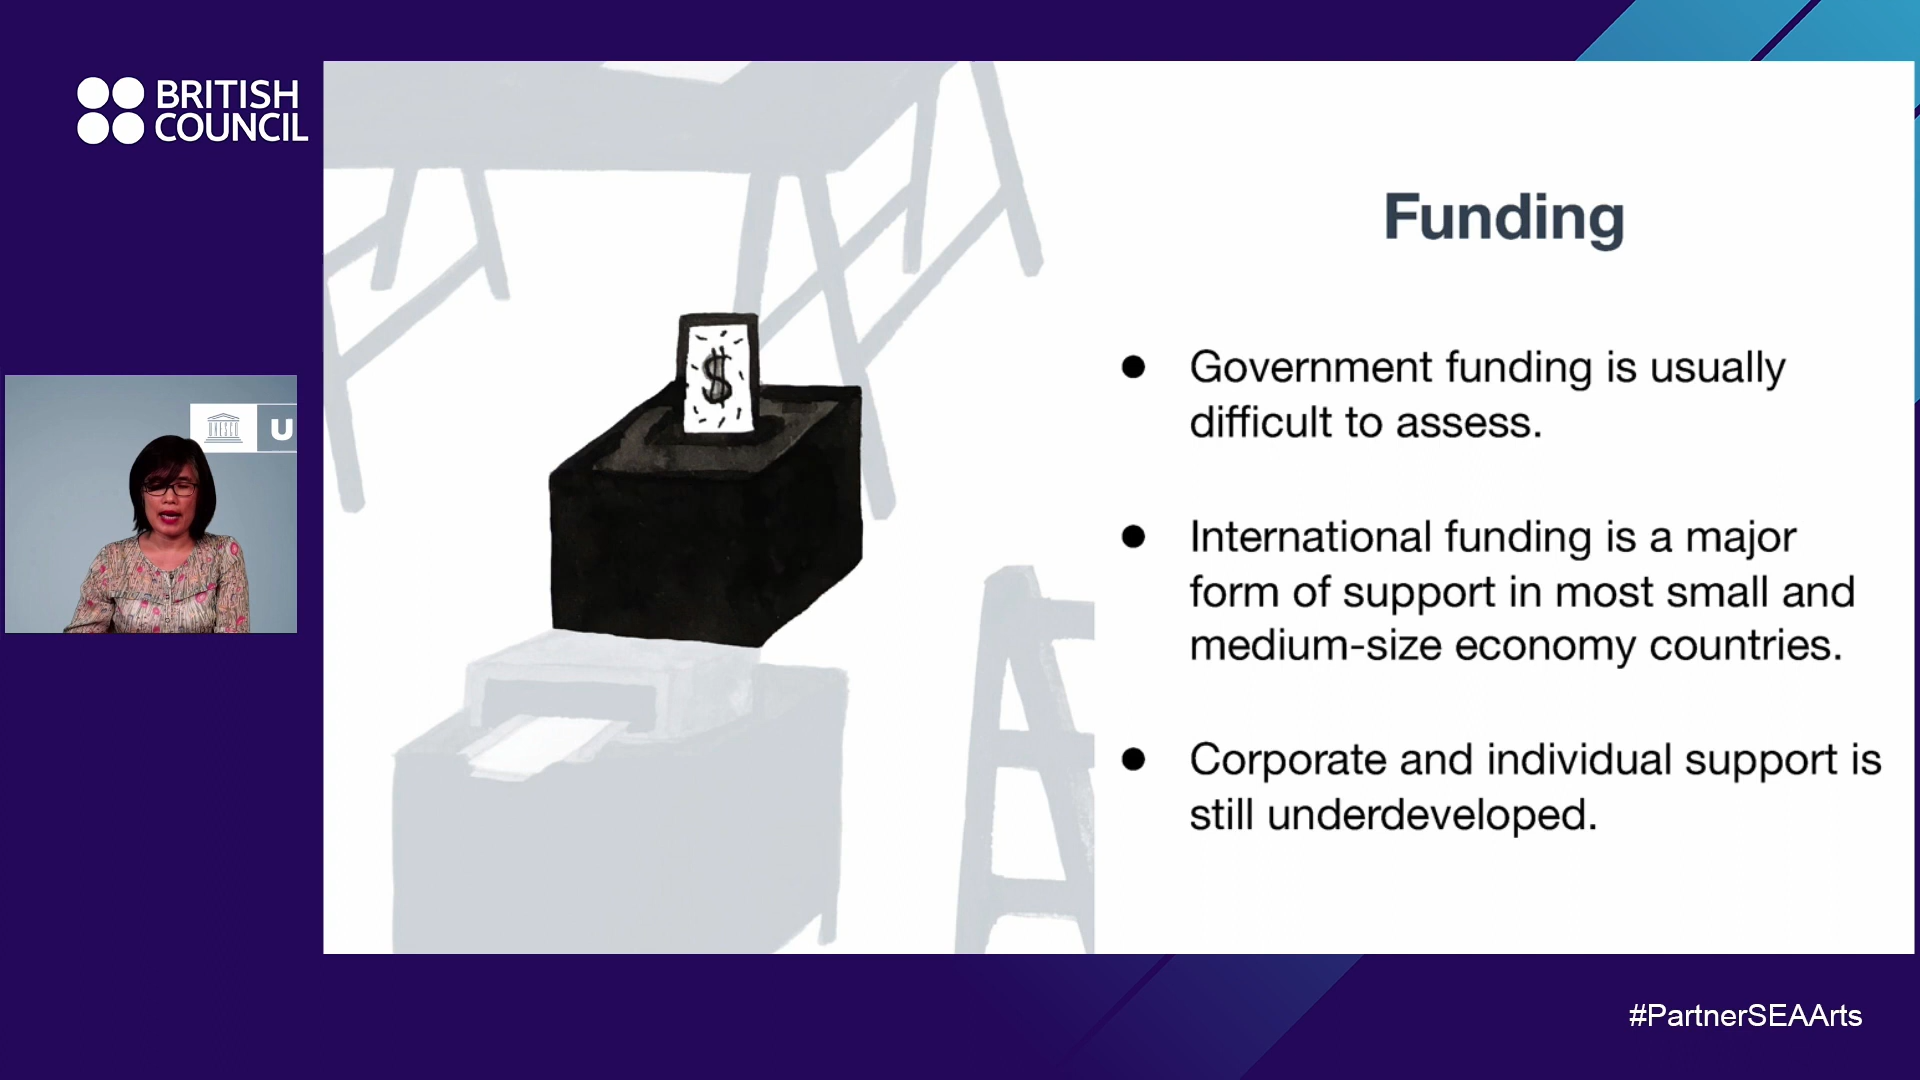 BRITISH
COUNCIL
Funding
● Government funding is usually
difficult to assess.
● International funding is a major
form of support in most small and
medium-size economy countries.
● Corporate and individual support is
still underdeveloped.
$
UNESCO
U
#PartnerSEAArts